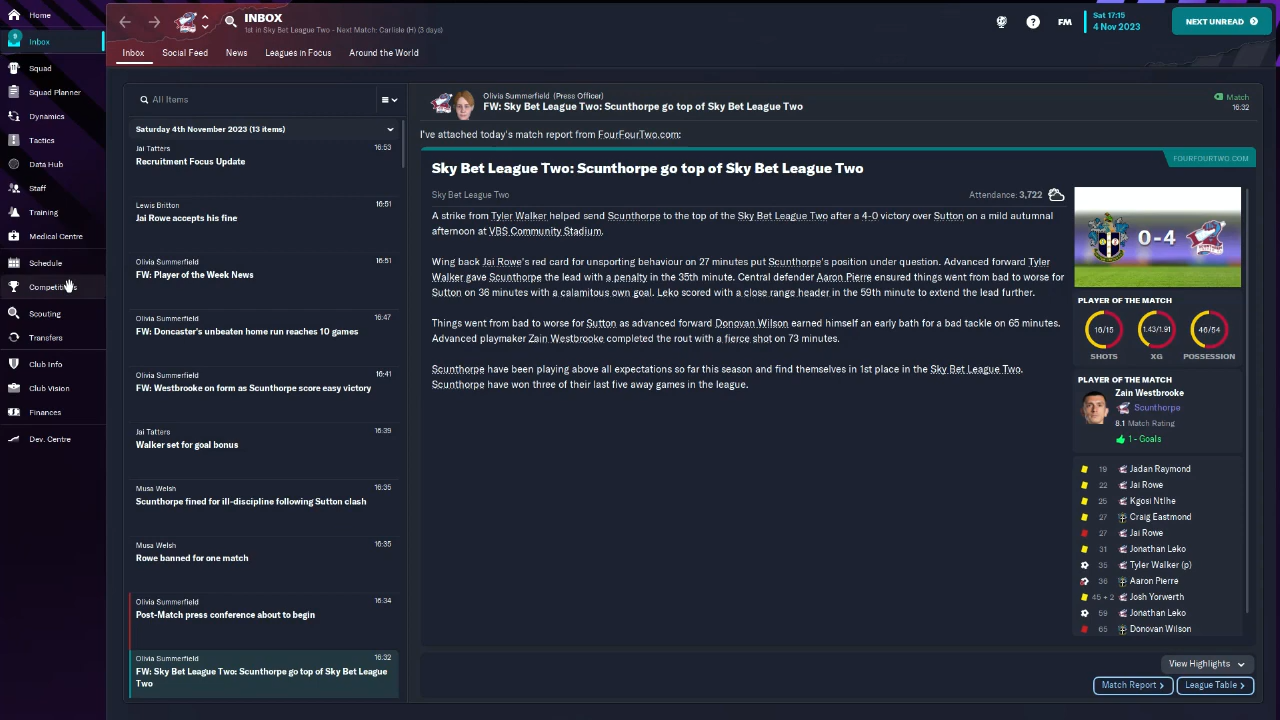 Home
9
Inbox
Squad
Squad Planner
Dynamics
Tactics
Data Hub
Staff
Training
Medical Centre
Schedule
Scouting
Transfers
Club Info
Club Vision
Finances
Dev. Centre
INBOX
1st in Sky Bet League Two - Next Match: Carlisle (H) (3 days)
FM
Sat 17:15
4 Nov 2023
NEXT UNREAD
Inbox
Social Feed
News
Leagues in Focus
Around the World
All Items
Saturday 4th November 2023 (13 items)
Jai Tatters 16:53
Recruitment Focus Update
Lewis Britton 16:51
Jai Rowe accepts his fine
Olivia Summerfield 16:51
FW: Player of the Week News
Olivia Summerfield 16:47
FW: Doncaster's unbeaten home run reaches 10 games
Olivia Summerfield 16:41
FW: Westbrooke on form as Scunthorpe score easy victory
Jai Tatters 16:39
Walker set for goal bonus
Musa Welsh 16:35
Scunthorpe fined for ill-discipline following Sutton clash
Musa Welsh 16:35
Rowe banned for one match
Olivia Summerfield 16:34
Post-Match press conference about to begin
Olivia Summerfield 16:32
FW: Sky Bet League Two: Scunthorpe go top of Sky Bet League
Two
Olivia Summerfield (Press Officer)
FW: Sky Bet League Two: Scunthorpe go top of Sky Bet League Two
Match
16:32
I've attached today's match report from FourFourTwo.com:
FOURFOURTWO.COM
Sky Bet League Two: Scunthorpe go top of Sky Bet League Two
Sky Bet League Two
Attendance: 3,722
A strike from Tyler Walker helped send Scunthorpe to the top of the Sky Bet League Two after a 4-0 victory over Sutton on a mild autumnal
afternoon at VBS Community Stadium.
Wing back Jai Rowe's red card for unsporting behaviour on 27 minutes put Scunthorpe's position under question. Advanced forward Tyler
Walker gave Scunthorpe the lead with a penalty in the 35th minute. Central defender Aaron Pierre ensured things went from bad to worse for
Sutton on 36 minutes with a calamitous own goal. Leko scored with a close range header in the 59th minute to extend the lead further.
Things went from bad to worse for Sutton as advanced forward Donovan Wilson earned himself an early bath for a bad tackle on 65 minutes.
Advanced playmaker Zain Westbrooke completed the rout with a fierce shot on 73 minutes.
Scunthorpe have been playing above all expectations so far this season and find themselves in 1st place in the Sky Bet League Two.
Scunthorpe have won three of their last five away games in the league.
0-4
PLAYER OF THE MATCH
16/15
1.43/1.91
46/54
SHOTS
XG
POSSESSION
PLAYER OF THE MATCH
Zain Westbrooke
Scunthorpe
8.1 Match Rating
1 - Goals
19 Jadan Raymond
22 Jai Rowe
25 Kgosi Ntlhe
27 Craig Eastmond
27 Jai Rowe
31 Jonathan Leko
35 Tyler Walker (p)
36 Aaron Pierre
45 + 2 Josh Yorwerth
59 Jonathan Leko
65 Donovan Wilson
View Highlights
Match Report
League Table